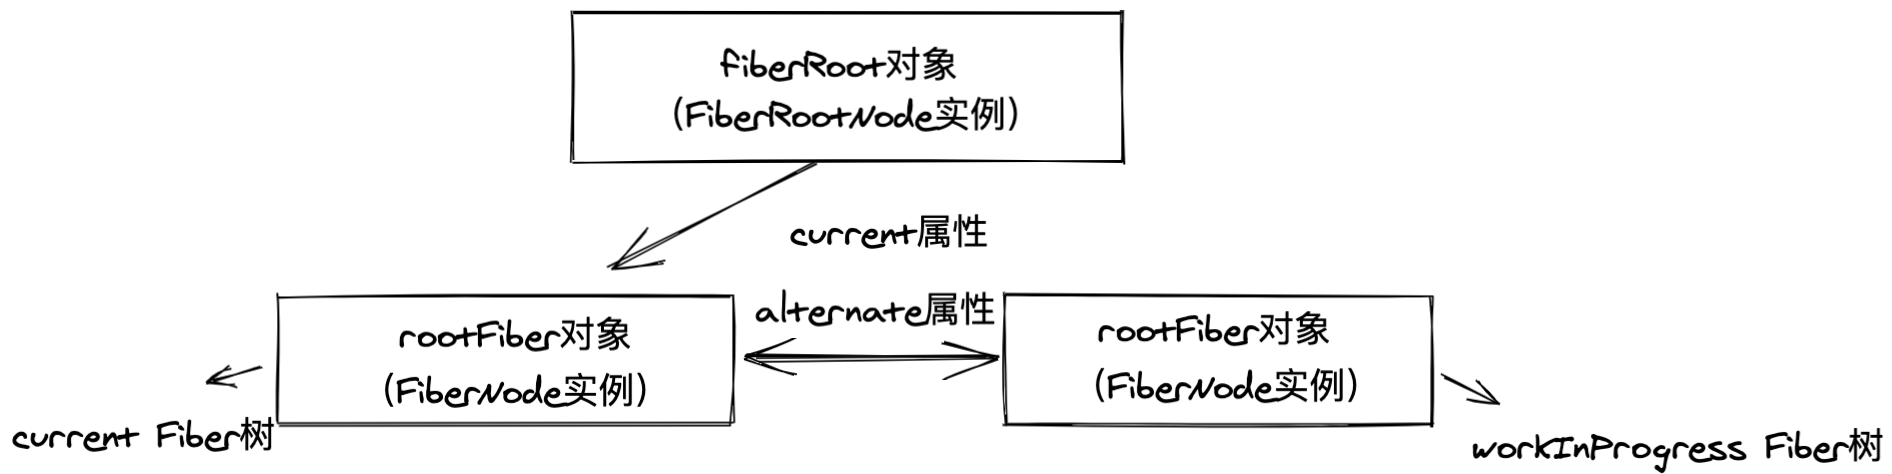 fiberRoot对象
(FiberRootNode实例)
current属性
alternate属性
rootFiber对象
(FiberNode实例)
rootFiber对象
(FiberNode实例)
current Fiber树
workInProgress Fiber树